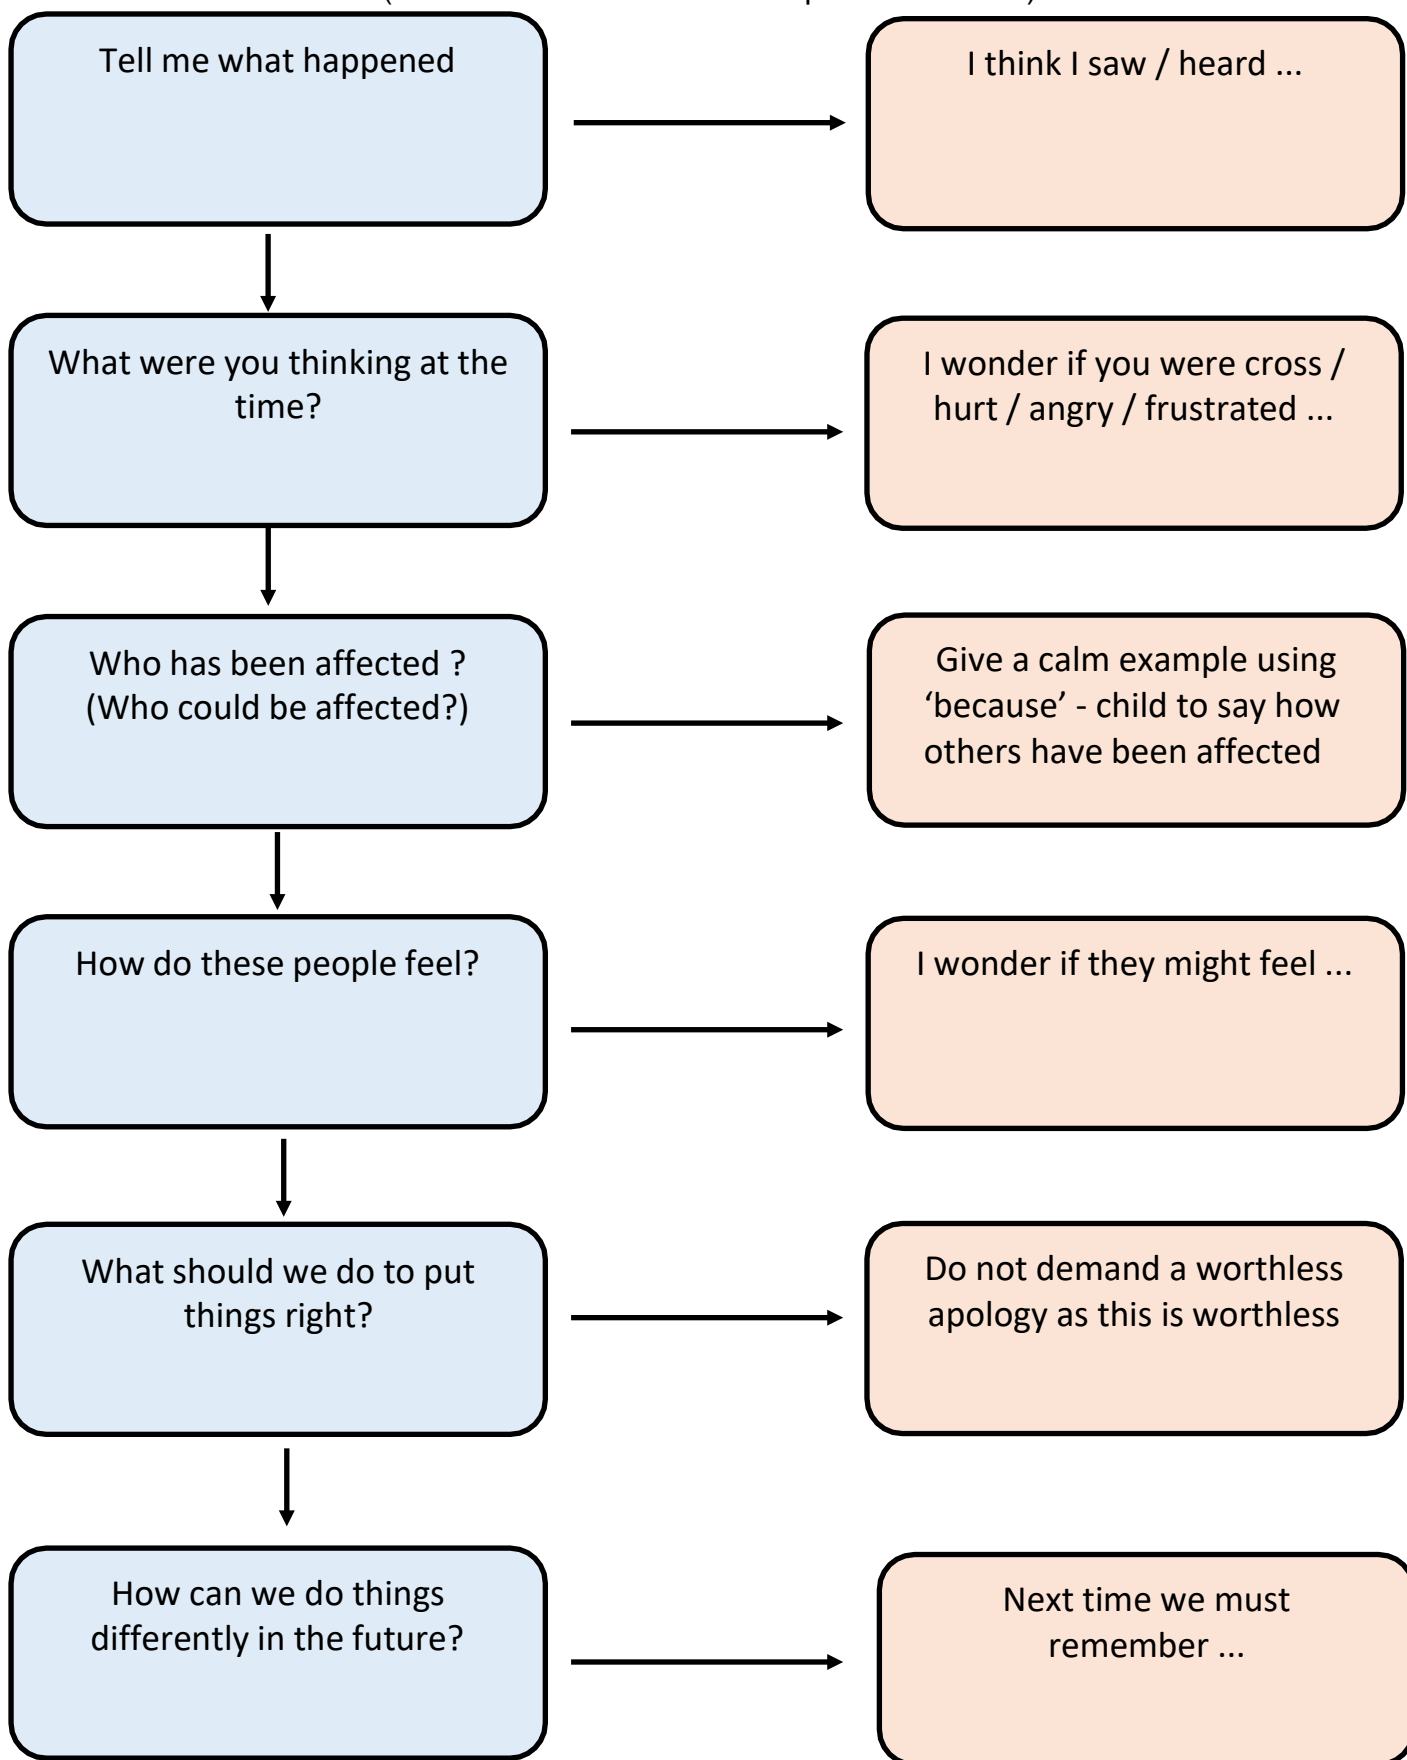 Tell me what happened
I think I saw / heard ...
What were you thinking at the
time?
I wonder if you were cross /
hurt / angry / frustrated ...
Who has been affected ?
(Who could be affected?)
Give a calm example using
‘because’ - child to say how
others have been affected
How do these people feel?
I wonder if they might feel ...
What should we do to put
things right?
Do not demand a worthless
apology as this is worthless
How can we do things
differently in the future?
Next time we must
remember ...